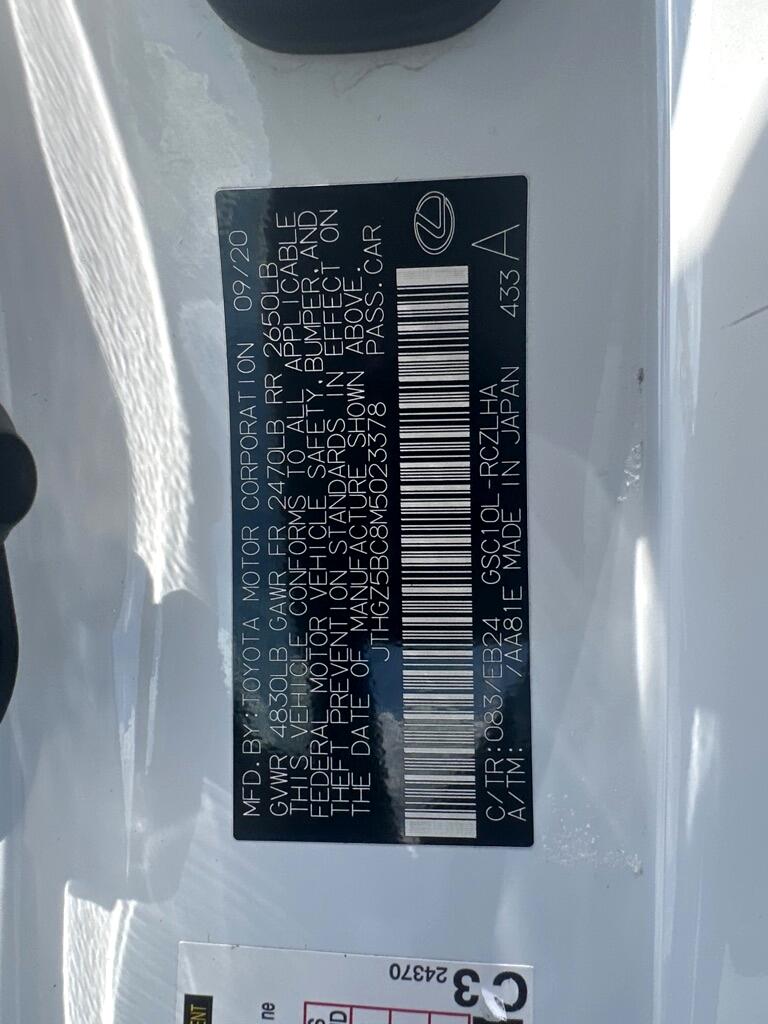 MFD.BY:TOYOTA MOTOR CORPORATION 09/20
GVWR 4830LB GAWR FR 2470LB RR 2650LB
THIS VEHICLE CONFORMS TO ALL APPLICABLE
FEDERAL MOTOR VEHICLE SAFETY,BUMPER,AND
THEFT PREVENTION STANDARDS IN EFFECT ON
THE DATE OF MANUFACTURE SHOWN ABOVE.
JTHGZ5BC8M5023378 PASS.CAR
C/TR:083/EB24 GSC10L-RCZLHA
A/TM: /AA81E MADE IN JAPAN 433 A
C3
24370
ne